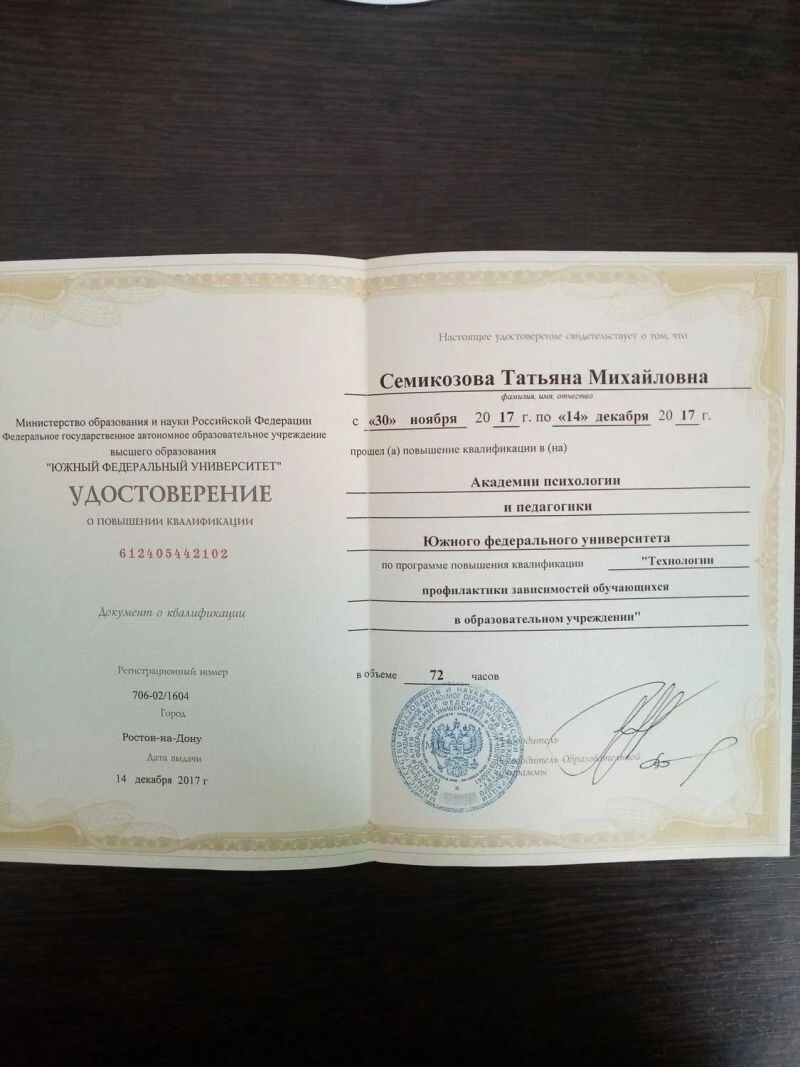 Министерство образования и науки Российской Федерации
Федеральное государственное автономное образовательное учреждение
высшего образования
"ЮЖНЫЙ ФЕДЕРАЛЬНЫЙ УНИВЕРСИТЕТ"
УДОСТОВЕРЕНИЕ
О ПОВЫШЕНИИ КВАЛИФИКАЦИИ
612405442102
Документ о квалификации
Регистрационный номер
706-02/1604
Город
Ростов-на-Дону
Дата выдачи
14 декабря 2017 г
Настоящее удостоверение свидетельствует о том, что
Семикозова Татьяна Михайловна
фамилия, имя, отчество
с «30» ноября 20 17 г. по «14» декабря 20 17 г.
прошел (а) повышение квалификации в (на)
Академии психологии
и педагогики
Южного федерального университета
по программе повышения квалификации "Технологии
профилактики зависимостей обучающихся
в образовательном учреждении"
в объеме 72 часов
Руководитель
Руководитель Образовательной
программы